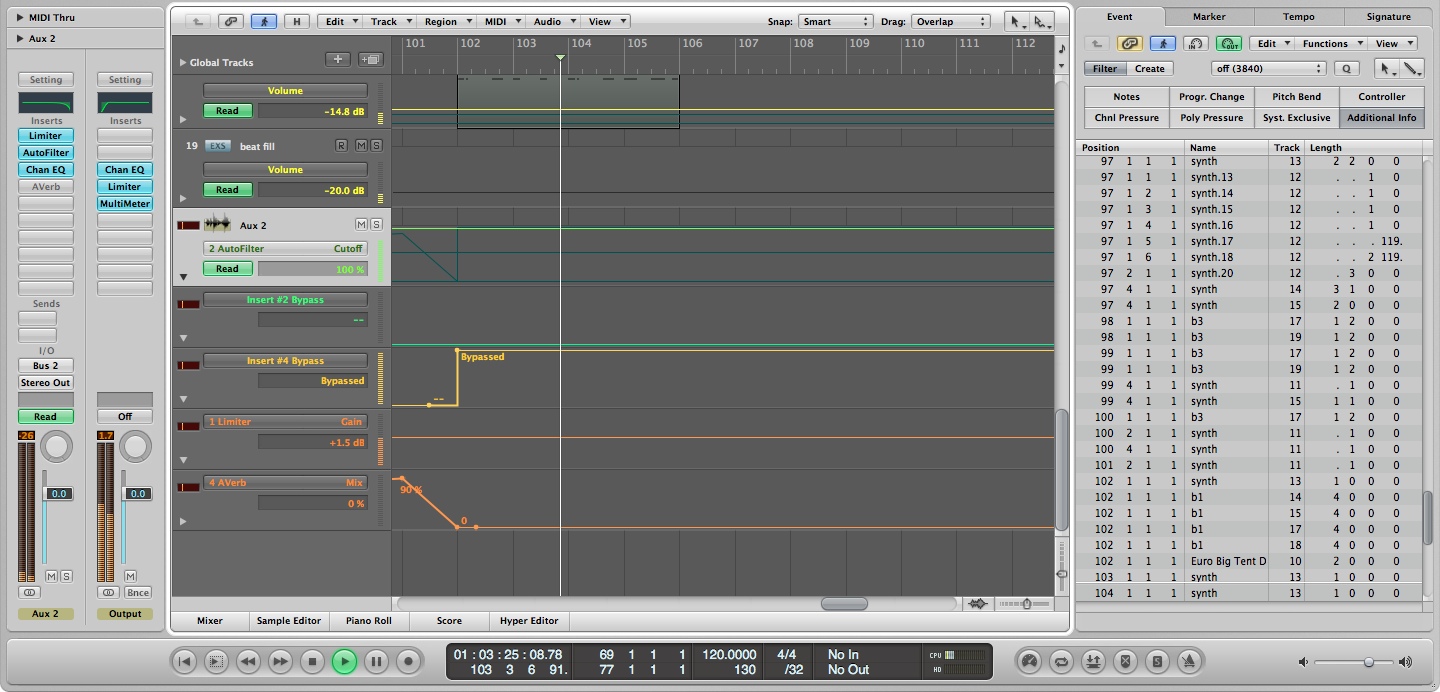 MIDI Thru
Aux 2
Setting Setting
Inserts Inserts
Limiter
AutoFilter
Chan EQ Chan EQ
AVerb Limiter
MultiMeter
Sends
I/O
Bus 2
Stereo Out
Read Off
-26 1.7
0.0 0.0
M S M
Bnce
Aux 2 Output
H Edit Track Region MIDI Audio View Snap: Smart Drag: Overlap
101 102 103 104 105 106 107 108 109 110 111 112
Global Tracks
Volume
Read -14.8 dB
19 EXS beat fill R M S
Volume
Read -20.0 dB
Aux 2 M S
2 AutoFilter Cutoff
Read 100 %
Insert #2 Bypass
--
Insert #4 Bypass
Bypassed
Bypassed
--
1 Limiter Gain
+1.5 dB
4 AVerb Mix
0 %
90 %
0
Mixer Sample Editor Piano Roll Score Hyper Editor
Event Marker Tempo Signature
IN OUT Edit Functions View
Filter Create off (3840) Q
Notes Progr. Change Pitch Bend Controller
Chnl Pressure Poly Pressure Syst. Exclusive Additional Info
Position Name Track Length
97 1 1 1 synth 13 2 2 0 0
97 1 1 1 synth.13 12 . . 1 0
97 1 2 1 synth.14 12 . . 1 0
97 1 3 1 synth.15 12 . . 1 0
97 1 4 1 synth.16 12 . . 1 0
97 1 5 1 synth.17 12 . . . 119.
97 1 6 1 synth.18 12 . . 2 119.
97 2 1 1 synth.20 12 . 3 0 0
97 4 1 1 synth 14 3 1 0 0
97 4 1 1 synth 15 2 0 0 0
98 1 1 1 b3 17 1 2 0 0
98 1 1 1 b3 19 1 2 0 0
99 1 1 1 b3 17 1 2 0 0
99 1 1 1 b3 19 1 2 0 0
99 4 1 1 synth 11 . 1 0 0
99 4 1 1 synth 15 1 1 0 0
100 1 1 1 b3 17 1 2 0 0
100 2 1 1 synth 11 . 1 0 0
100 4 1 1 synth 11 . 1 0 0
101 2 1 1 synth 11 . 1 0 0
102 1 1 1 synth 13 1 0 0 0
102 1 1 1 b1 14 4 0 0 0
102 1 1 1 b1 15 4 0 0 0
102 1 1 1 b1 17 4 0 0 0
102 1 1 1 b1 18 4 0 0 0
102 1 1 1 Euro Big Tent D 10 2 0 0 0
103 1 1 1 synth 13 1 0 0 0
104 1 1 1 synth 13 1 0 0 0
01 : 03 : 25 : 08.78 69 1 1 1 120.0000 4/4 No In CPU
103 3 6 91. 77 1 1 1 130 /32 No Out HD
S